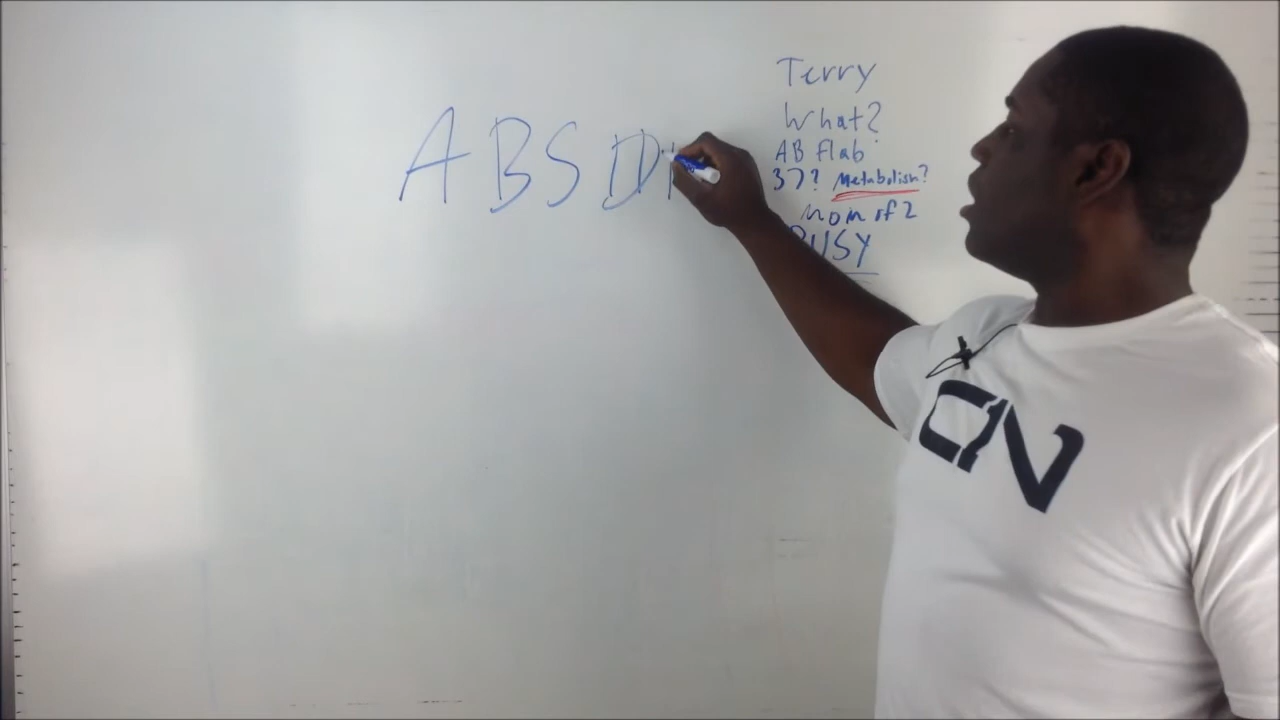 ABS
Terry
What?
AB flab
37? Metabolism?
Mom of 2
BUSY